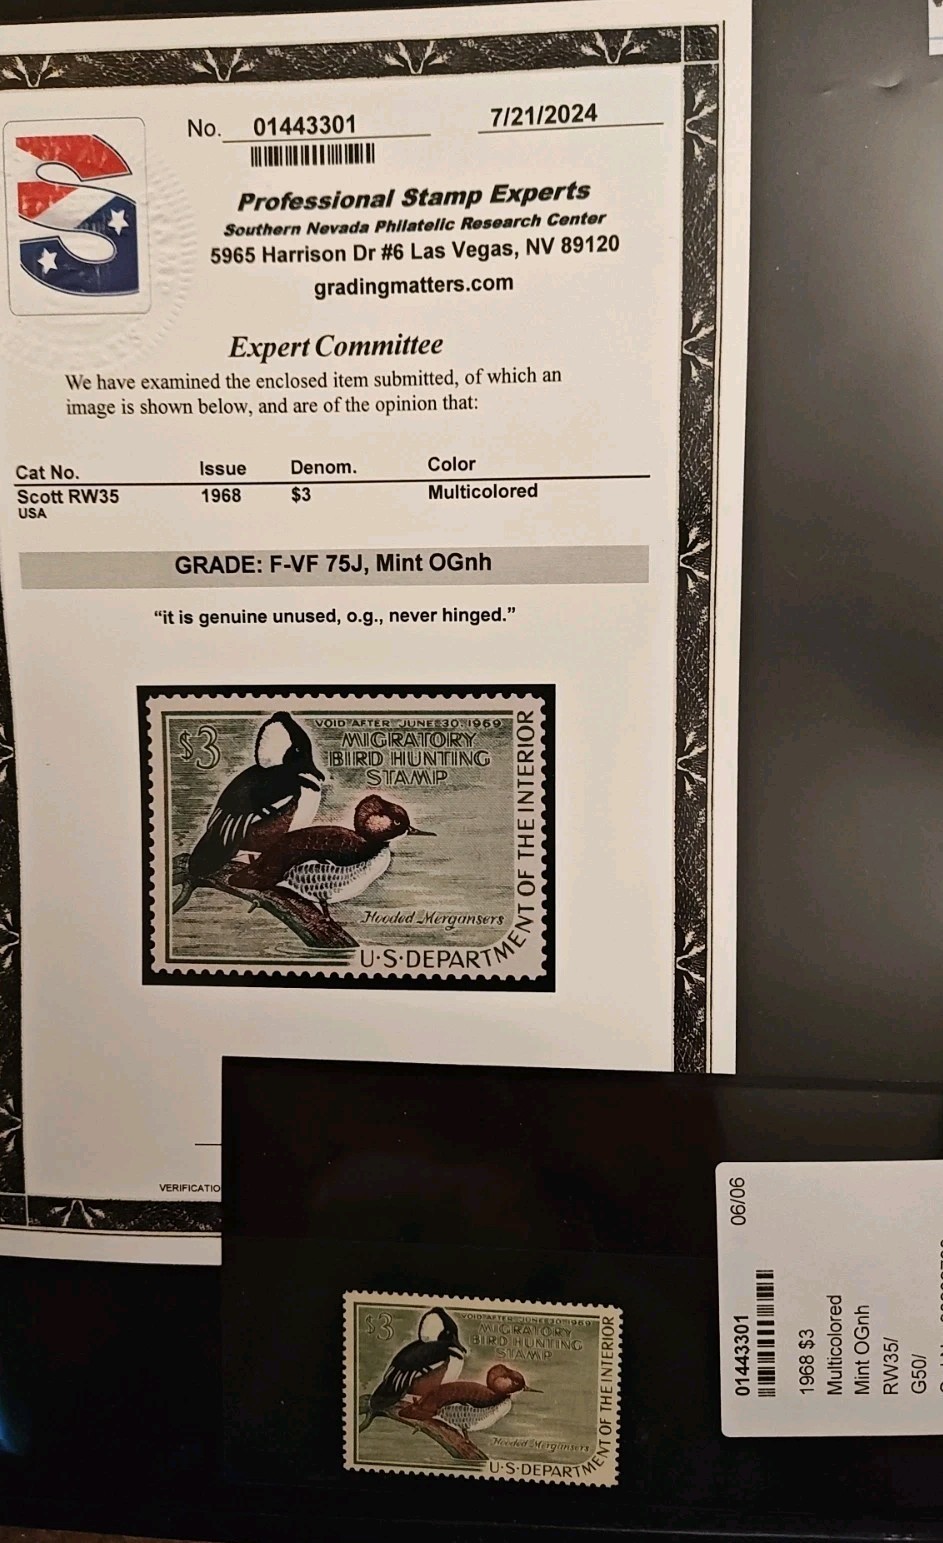 No. 01443301 7/21/2024
Professional Stamp Experts
Southern Nevada Philatelic Research Center
5965 Harrison Dr #6 Las Vegas, NV 89120
gradingmatters.com
Expert Committee
We have examined the enclosed item submitted, of which an
image is shown below, and are of the opinion that:
Cat No. Issue Denom. Color
Scott RW35 1968 $3 Multicolored
USA
GRADE: F-VF 75J, Mint OGnh
“it is genuine unused, o.g., never hinged.”
$3
VOID AFTER JUNE 30, 1969
MIGRATORY
BIRD HUNTING
STAMP
Hooded Mergansers
U·S·DEPARTMENT OF THE INTERIOR
VERIFICATIO
$3
VOID AFTER JUNE 30 1969
MIGRATORY
BIRD HUNTING
STAMP
Hooded Mergansers
U·S·DEPARTMENT OF THE INTERIOR
01443301 06/06
1968 $3
Multicolored
Mint OGnh
RW35/
G50/